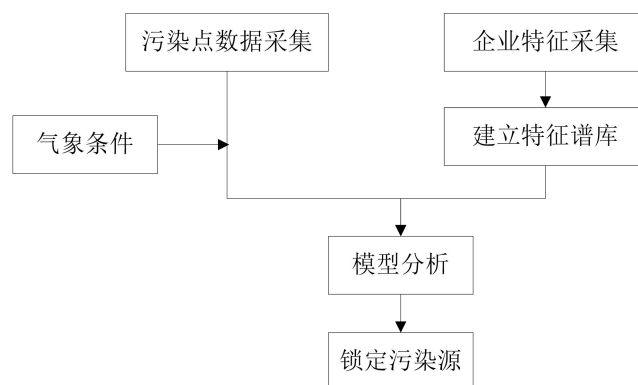 污染点数据采集
企业特征采集
气象条件
建立特征谱库
模型分析
锁定污染源